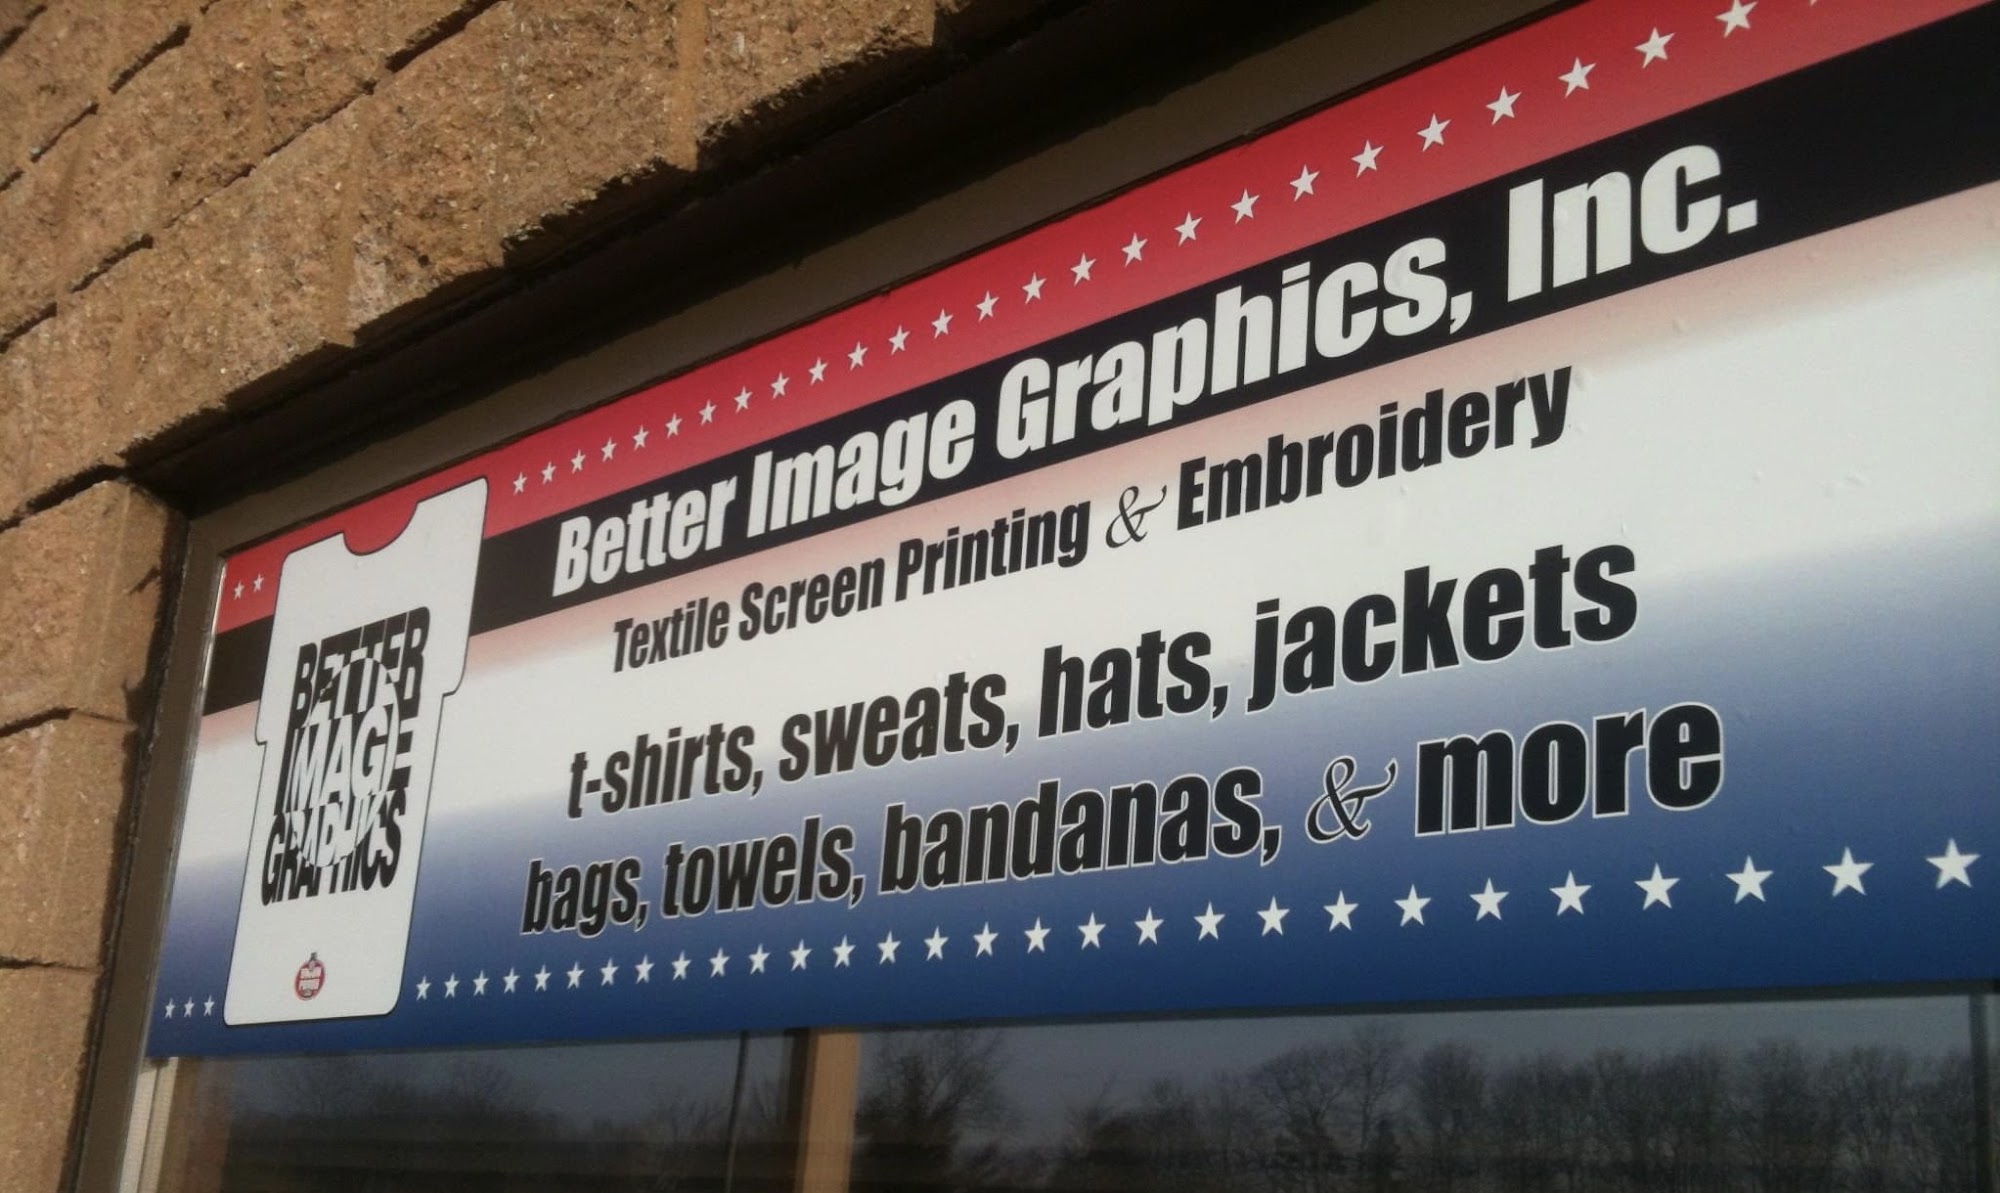 Better Image Graphics, Inc.
Textile Screen Printing & Embroidery
t-shirts, sweats, hats, jackets
bags, towels, bandanas, & more
BETTER
IMAGE
GRAPHICS